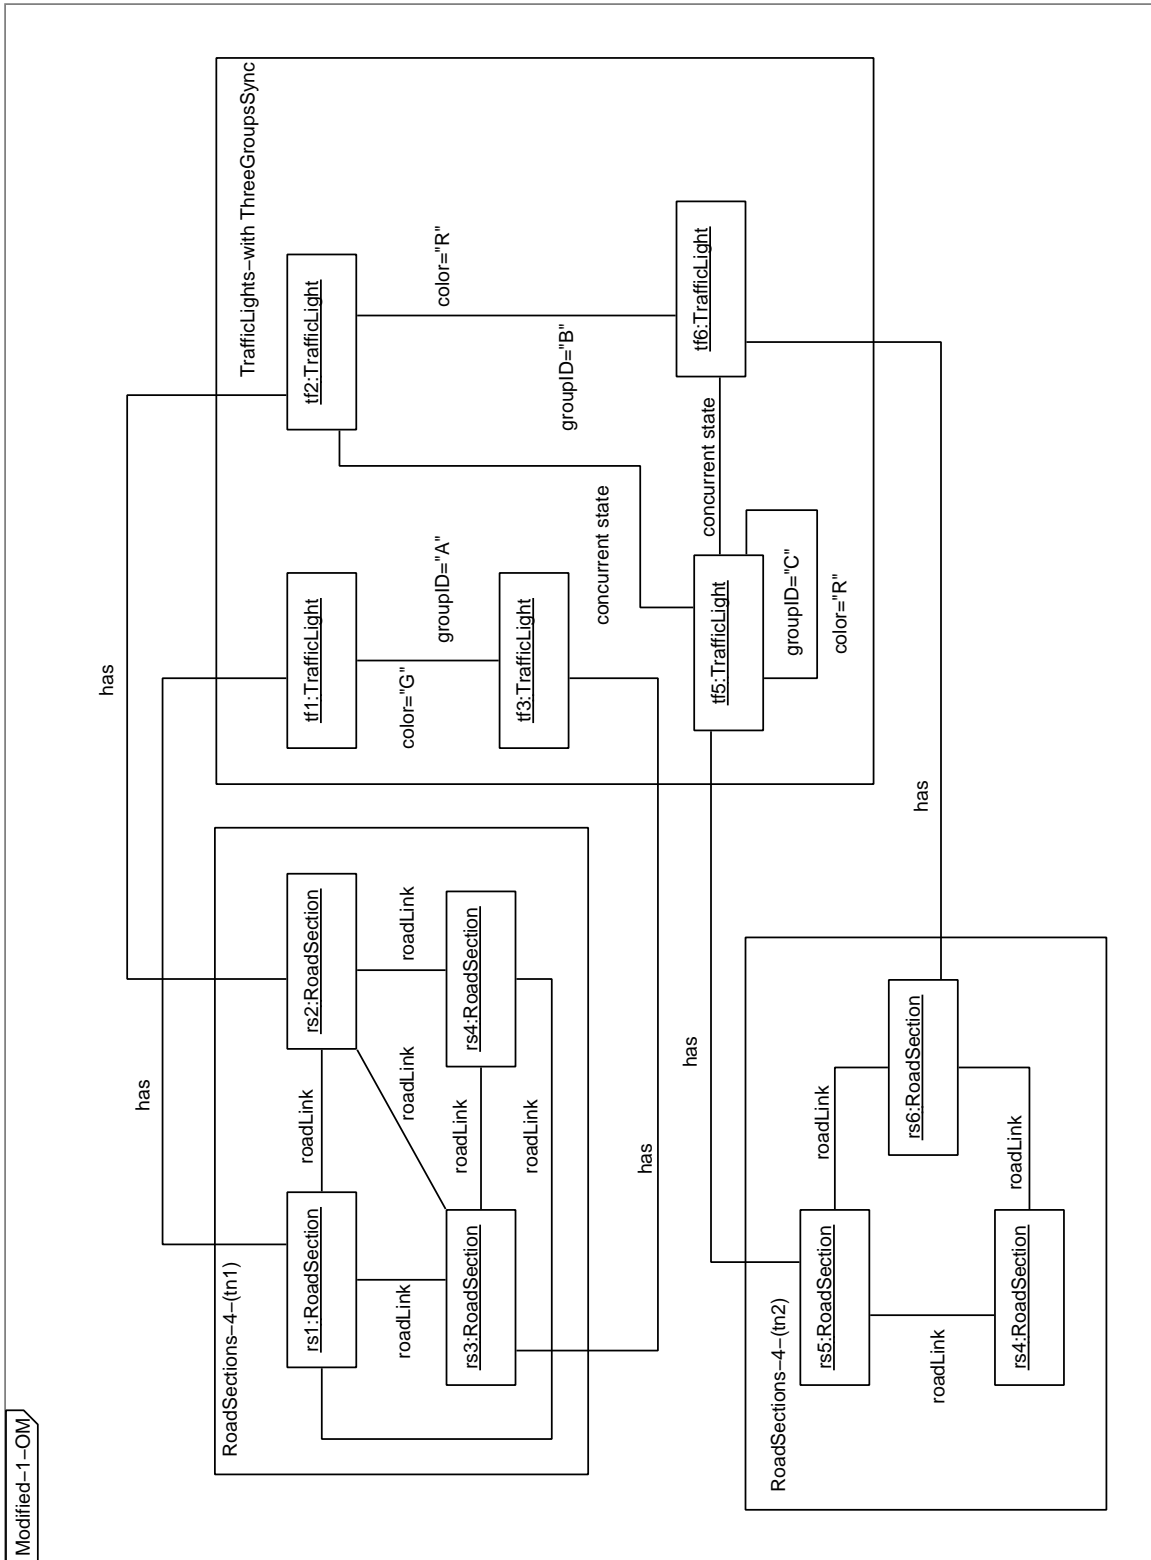 Modified-1-OM
TrafficLights-with ThreeGroupsSync
has
has
tf2:TrafficLight
tf1:TrafficLight
color="R"
groupID="B"
groupID="A"
color="G"
tf3:TrafficLight
concurrent state
tf6:TrafficLight
concurrent state
tf5:TrafficLight
groupID="C"
color="R"
RoadSections-4-(tn1)
rs1:RoadSection
roadLink
rs2:RoadSection
roadLink
roadLink
roadLink
rs3:RoadSection
roadLink
rs4:RoadSection
roadLink
has
has
has
RoadSections-4-(tn2)
rs5:RoadSection
roadLink
rs6:RoadSection
roadLink
roadLink
rs4:RoadSection